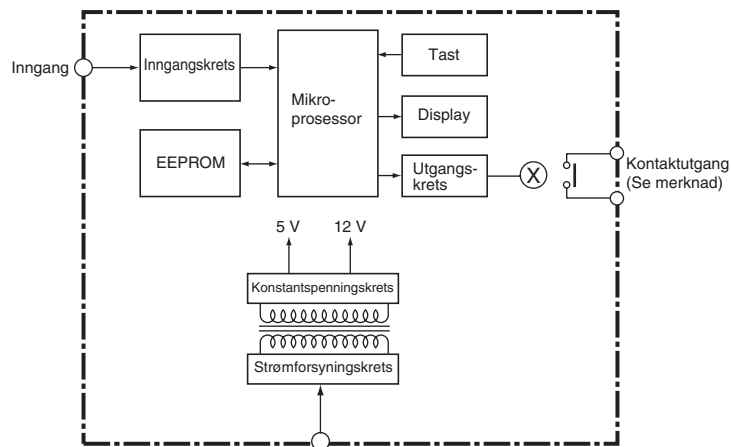 Inngang
Inngangskrets
Mikro-
prosessor
Tast
Display
EEPROM
Utgangs-
krets
X
Kontaktutgang
(Se merknad)
5 V
12 V
Konstantspenningskrets
Strømforsyningskrets